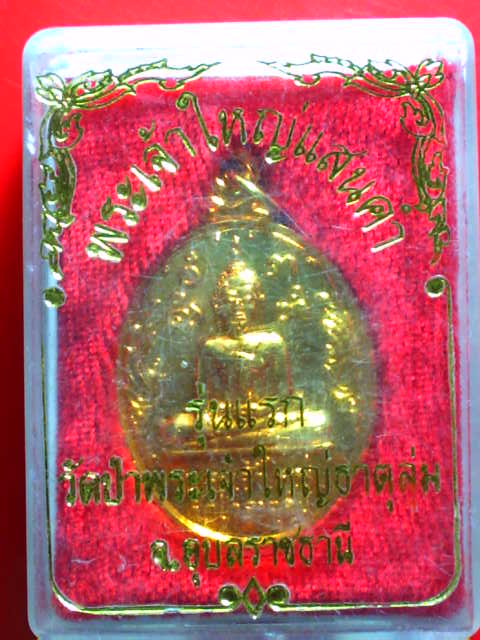 พระเจ้าใหญ่แสนคำ
รุ่นแรก
วัดป่าพระเจ้าใหญ่ธาตุล่ม
จ.อุบลราชธานี